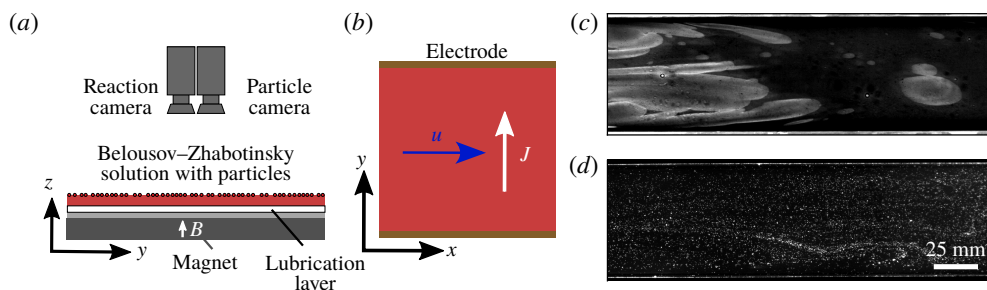 (a)
Reaction
camera
Particle
camera
Belousov–Zhabotinsky
solution with particles
z
y
B
Magnet
Lubrication
layer
(b)
Electrode
u
J
y
x
(c)
(d)
25 mm